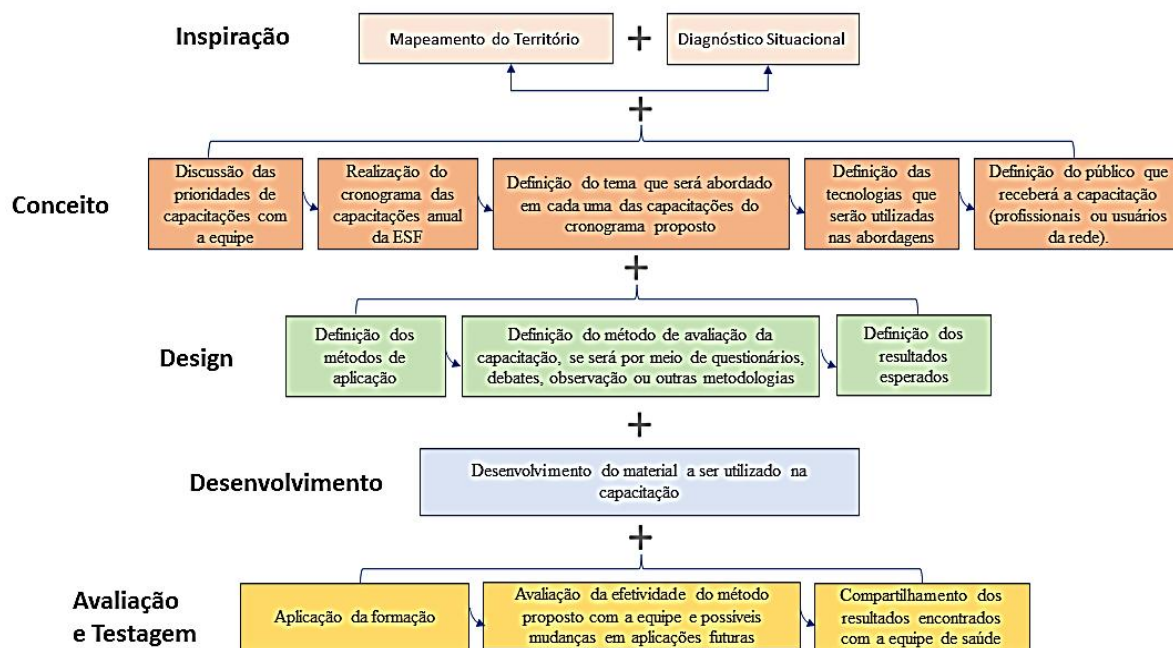 Inspiração
Mapeamento do Território
+
Diagnóstico Situacional
+
Conceito
Discussão das
prioridades de
capacitações com
a equipe
Realização do
cronograma das
capacitações anual
da ESF
Definição do tema que será abordado
em cada uma das capacitações do
cronograma proposto
Definição das
tecnologias que
serão utilizadas
nas abordagens
Definição do público que
receberá a capacitação
(profissionais ou usuários
da rede).
+
Design
Definição dos
métodos de
aplicação
Definição do método de avaliação da
capacitação, se será por meio de questionários,
debates, observação ou outras metodologias
Definição dos
resultados
esperados
+
Desenvolvimento
Desenvolvimento do material a ser utilizado na
capacitação
+
Avaliação
e Testagem
Aplicação da formação
Avaliação da efetividade do método
proposto com a equipe e possíveis
mudanças em aplicações futuras
Compartilhamento dos
resultados encontrados
com a equipe de saúde